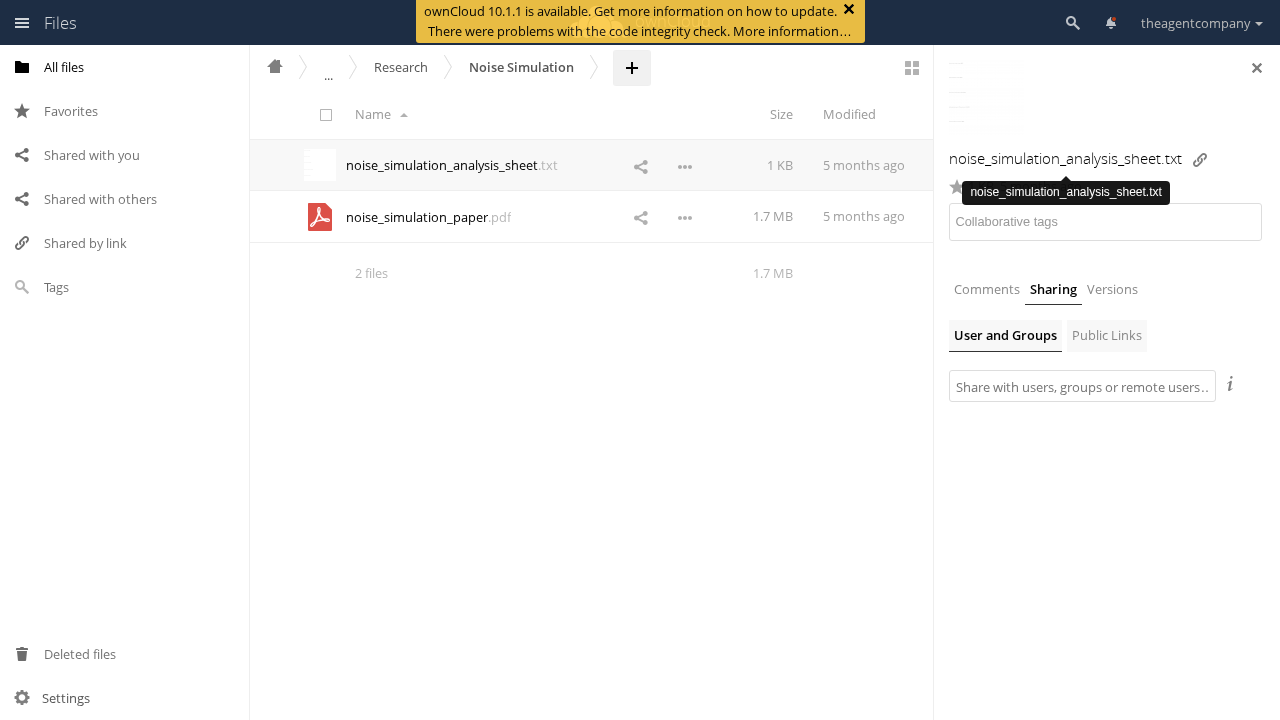 Files
ownCloud 10.1.1 is available. Get more information on how to update.
There were problems with the code integrity check. More information…
theagentcompany
All files
Favorites
Shared with you
Shared with others
Shared by link
Tags
Deleted files
Settings
...
Research
Noise Simulation
Name
Size
Modified
noise_simulation_analysis_sheet.txt
1 KB
5 months ago
noise_simulation_paper.pdf
1.7 MB
5 months ago
2 files
1.7 MB
noise_simulation_analysis_sheet.txt
noise_simulation_analysis_sheet.txt
Collaborative tags
Comments
Sharing
Versions
User and Groups
Public Links
Share with users, groups or remote users…